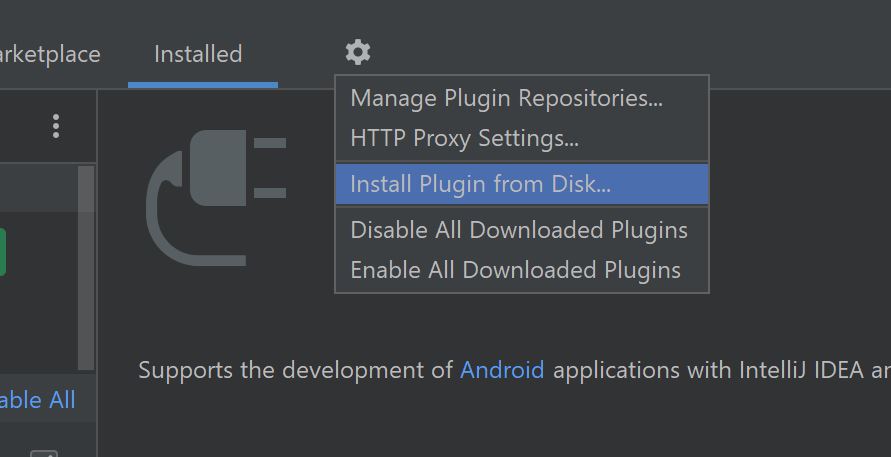 arketplace Installed
Manage Plugin Repositories...
HTTP Proxy Settings...
Install Plugin from Disk...
Disable All Downloaded Plugins
Enable All Downloaded Plugins
Supports the development of Android applications with IntelliJ IDEA an
able All